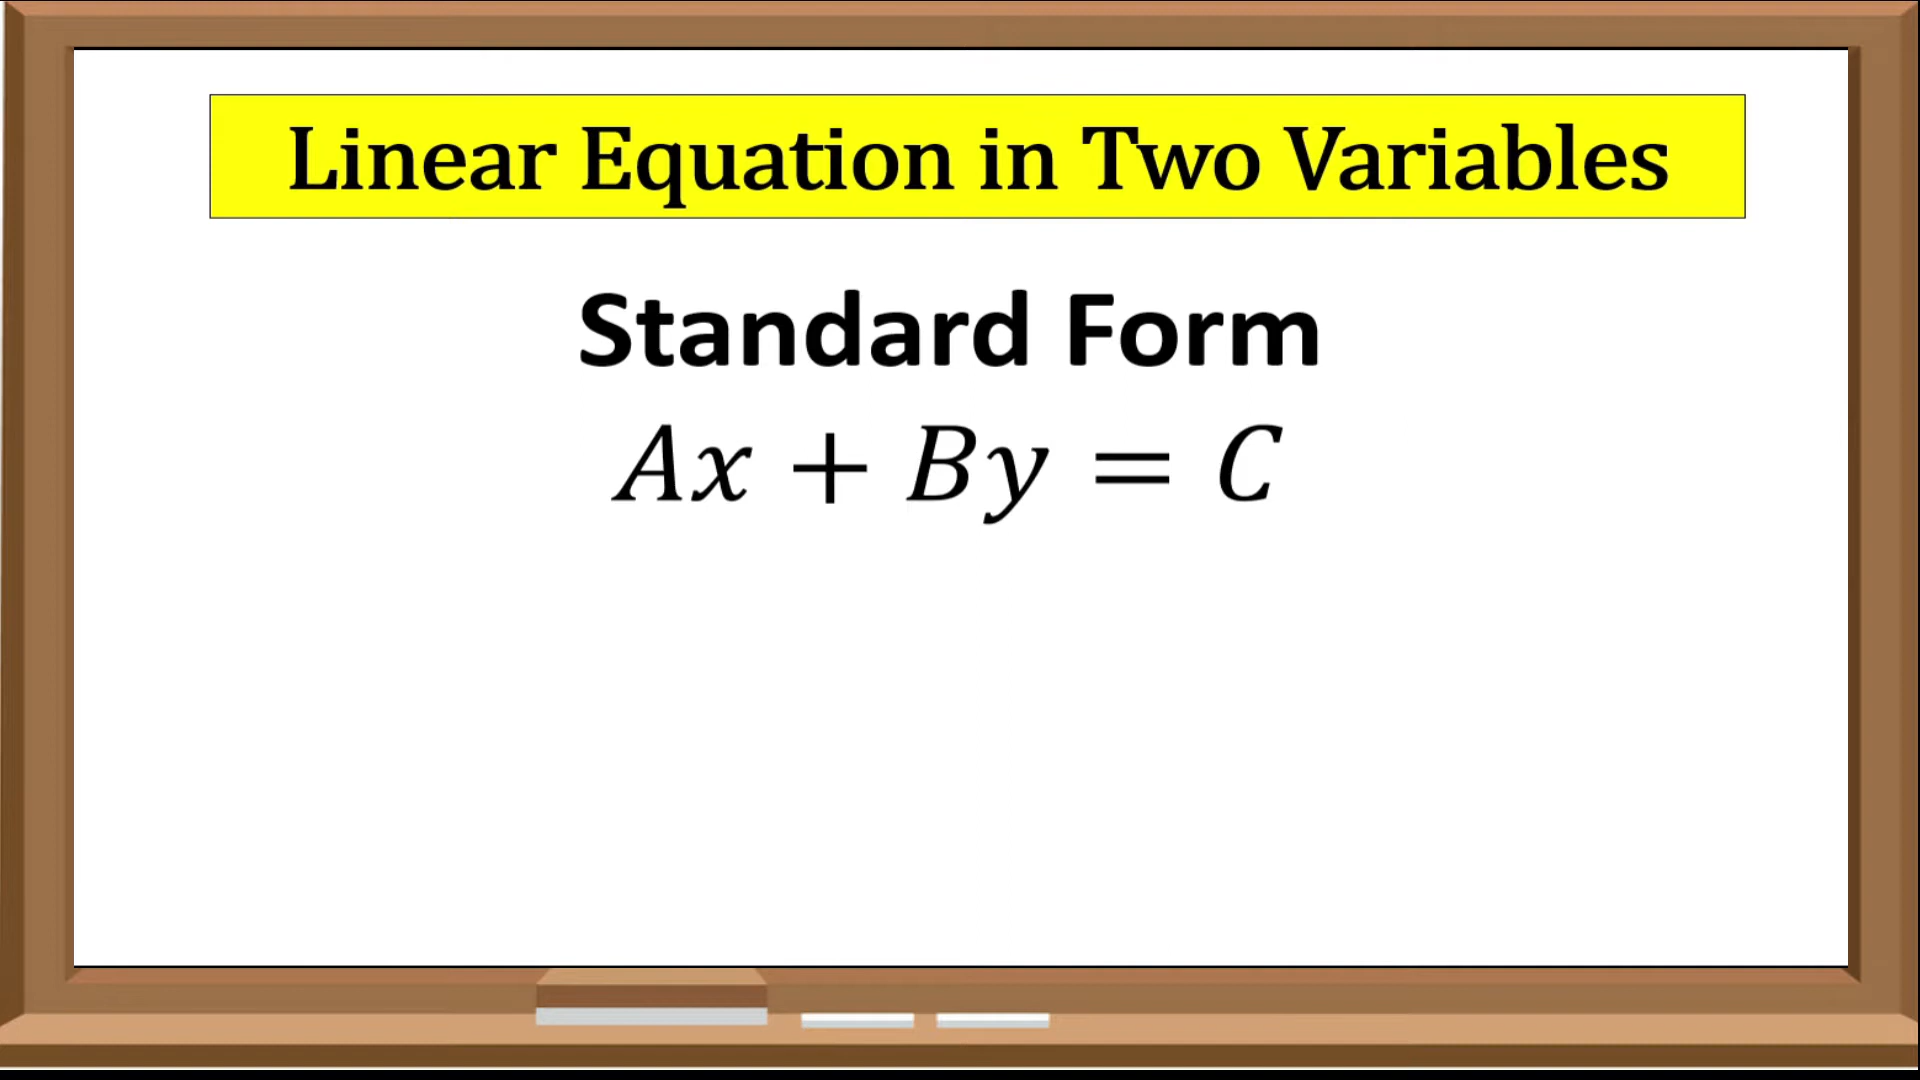 Linear Equation in Two Variables
Standard Form
Ax + By = C